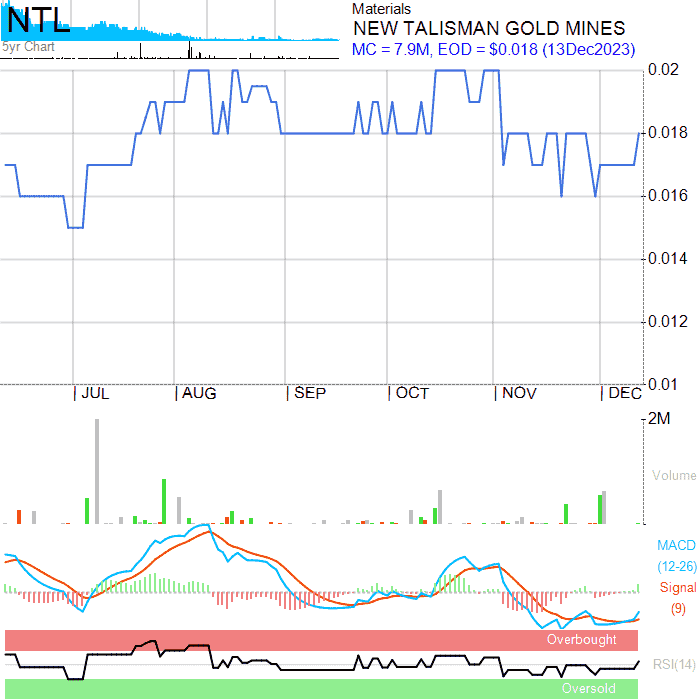 NTL
5yr Chart
Materials
NEW TALISMAN GOLD MINES
MC = 7.9M, EOD = $0.018 (13Dec2023)
0.02
0.018
0.016
0.014
0.012
0.01
JUL AUG SEP OCT NOV DEC
2M
Volume
MACD
(12-26)
Signal
(9)
Overbought
RSI(14)
Oversold